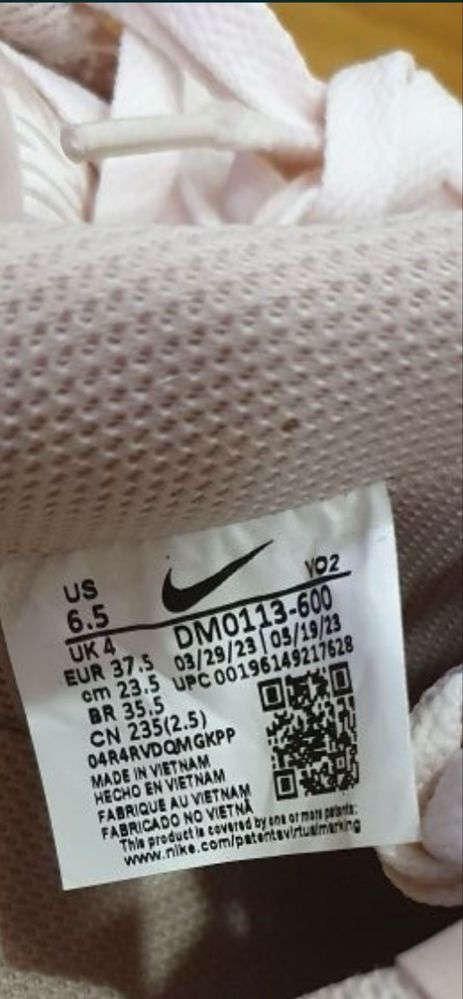 US
6.5
VO2
UK 4
DM0113-600
EUR 37.5
03/29/23 | 05/19/23
cm 23.5
UPC 00196149217628
BR 35.5
CN 235(2.5)
04R4RVDQMGKPP
MADE IN VIETNAM
HECHO EN VIETNAM
FABRIQUE AU VIETNAM
FABRICADO NO VIETNÃ
This product is covered by one or more patents:
www.nike.com/patentsvirtualmarking